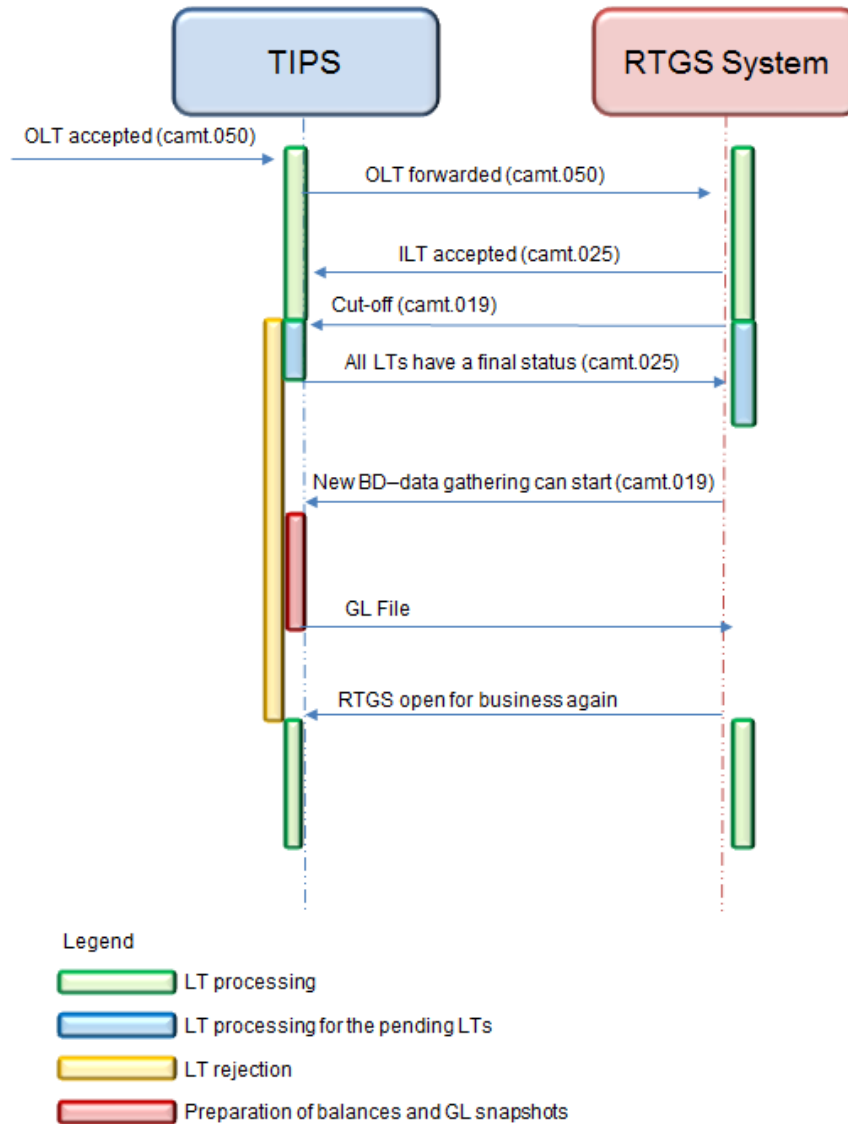 TIPS
RTGS System
OLT accepted (camt.050)
OLT forwarded (camt.050)
ILT accepted (camt.025)
Cut-off (camt.019)
All LTs have a final status (camt.025)
New BD–data gathering can start (camt.019)
GL File
RTGS open for business again
Legend
LT processing
LT processing for the pending LTs
LT rejection
Preparation of balances and GL snapshots